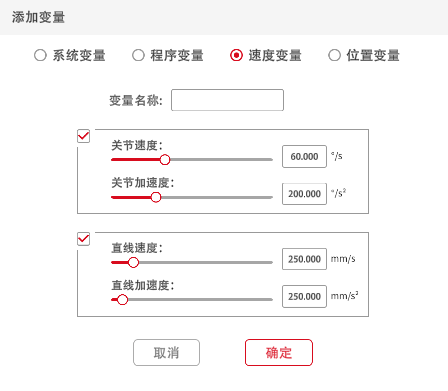 添加变量
系统变量 程序变量 速度变量 位置变量
变量名称:
关节速度:
60.000 °/s
关节加速度:
200.000 °/s²
直线速度:
250.000 mm/s
直线加速度:
250.000 mm/s²
取消 确定